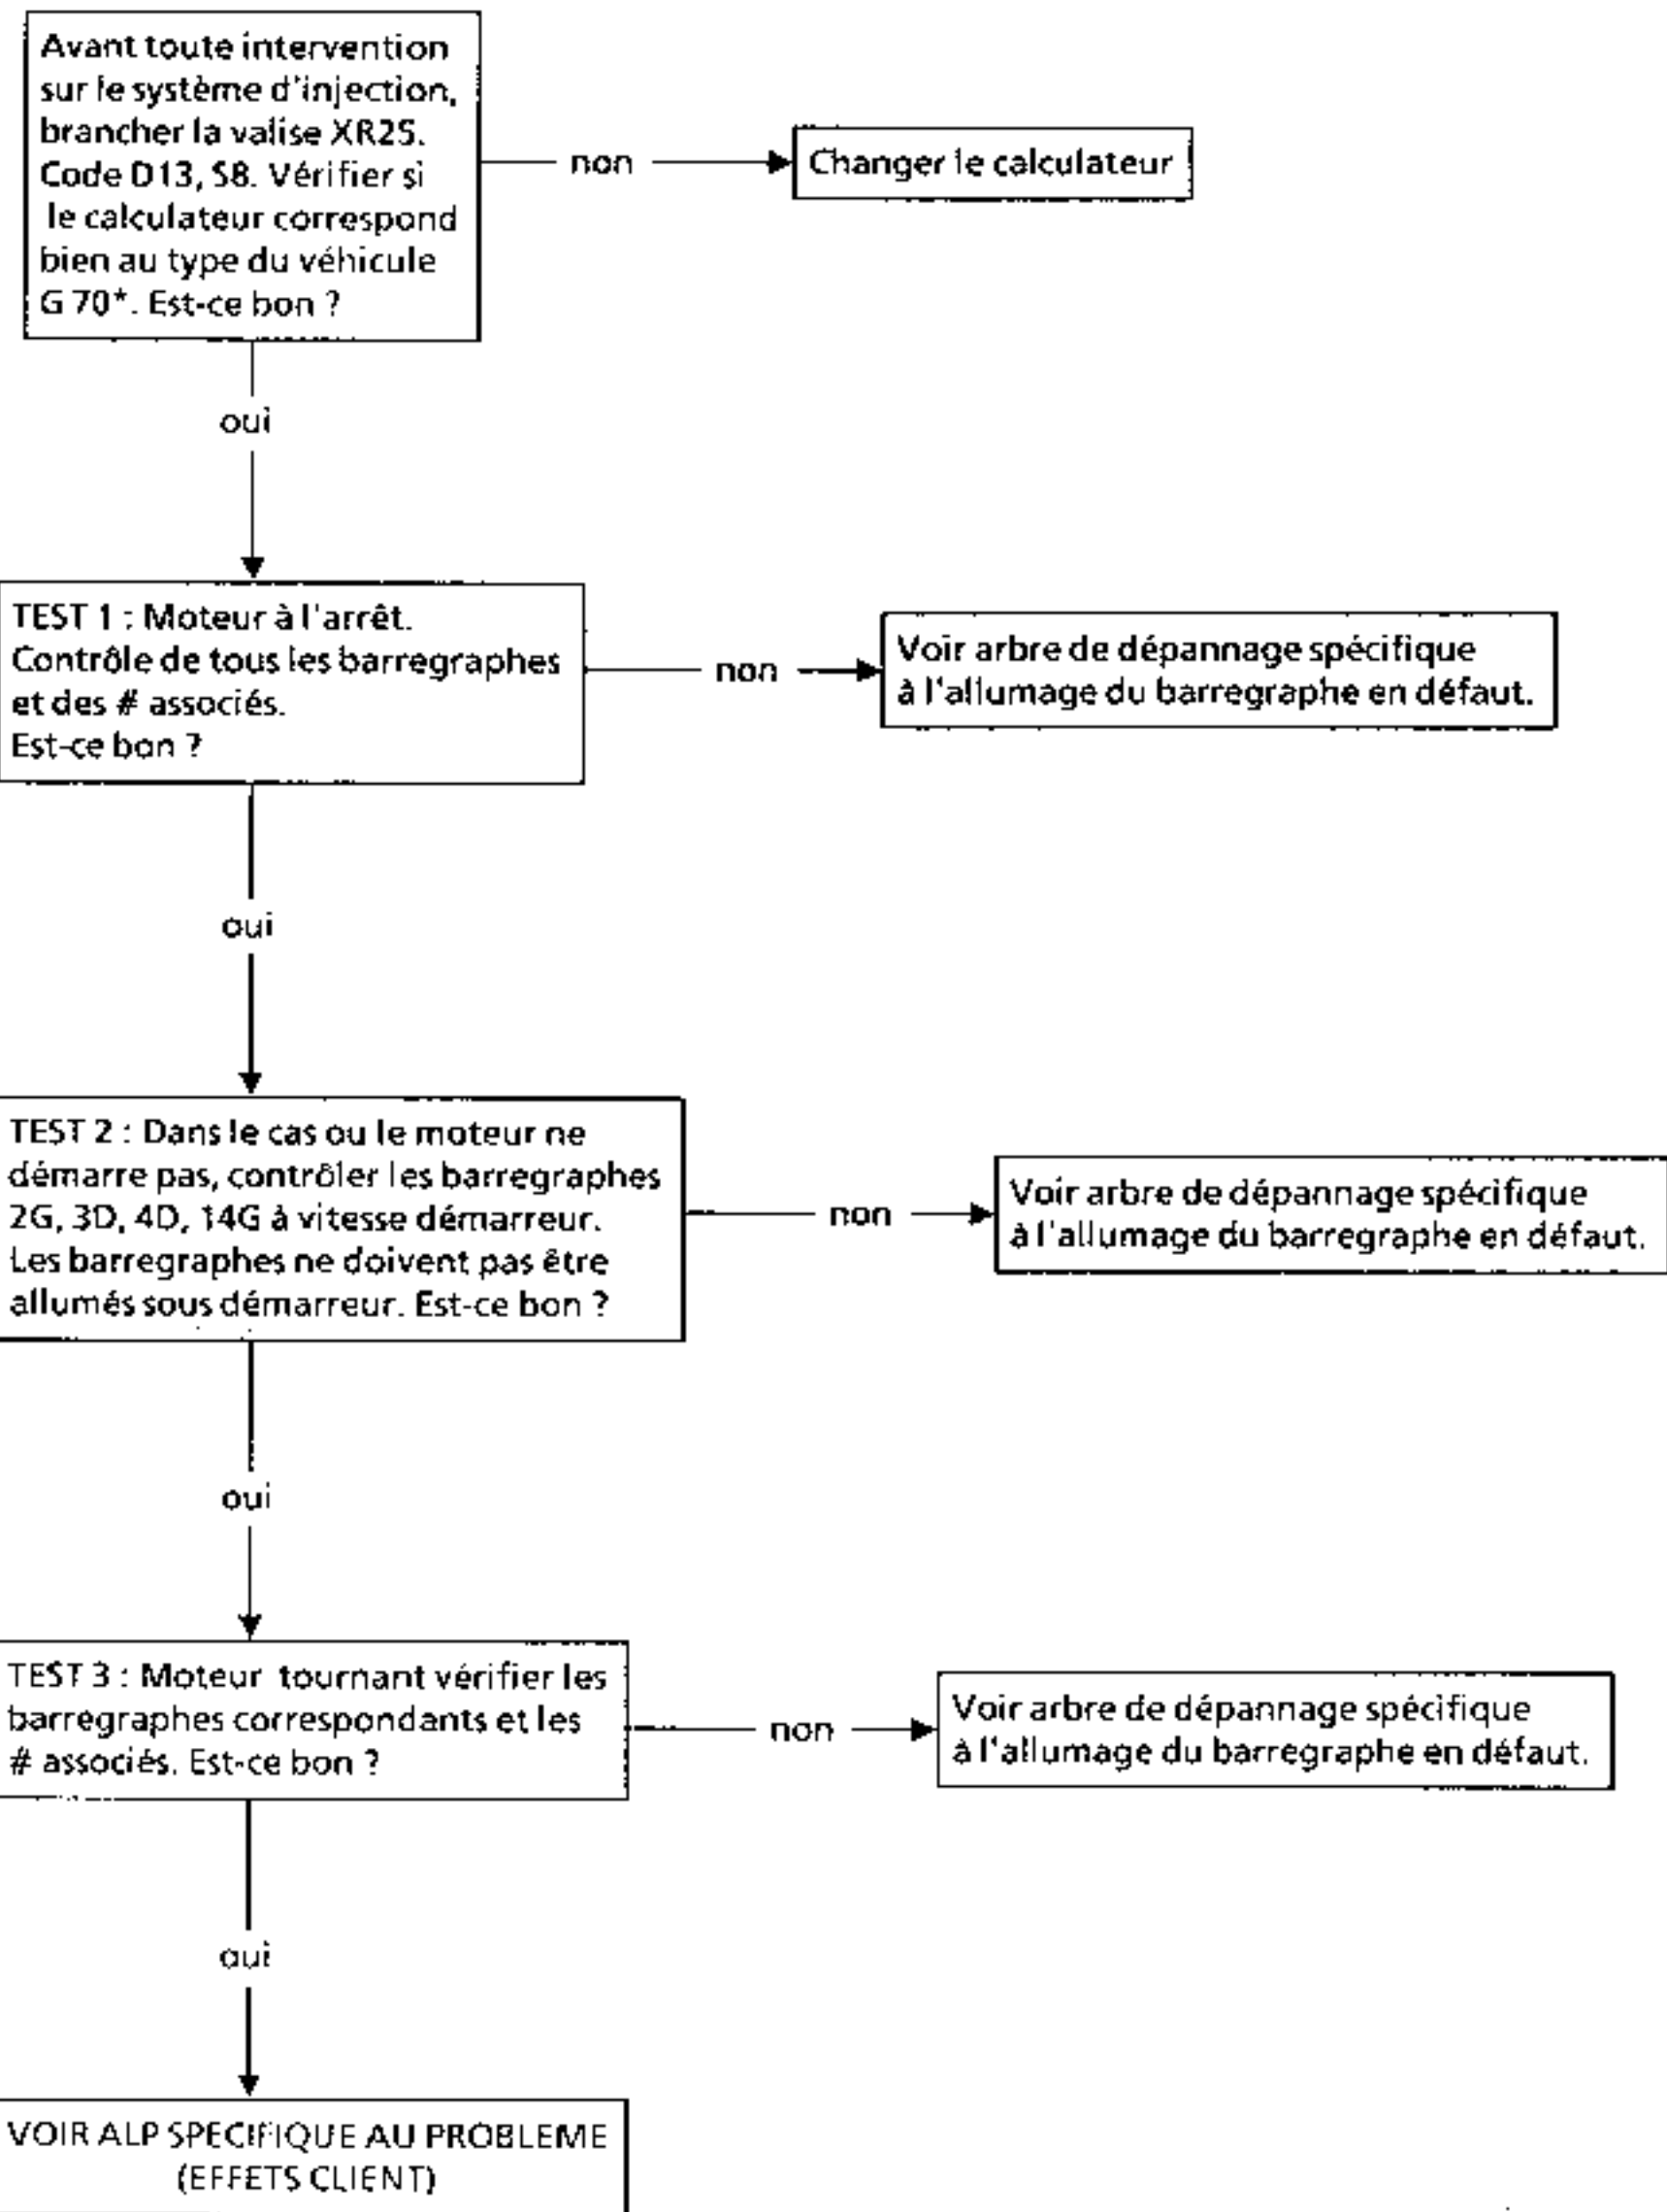 Avant toute intervention
sur le système d'injection,
brancher la valise XR25.
Code D13, S8. Vérifier si
le calculateur correspond
bien au type du véhicule
G 70*. Est-ce bon ?
non
Changer le calculateur
oui
TEST 1 : Moteur à l'arrêt.
Contrôle de tous les barregraphes
et des # associés.
Est-ce bon ?
non
Voir arbre de dépannage spécifique
à l'allumage du barregraphe en défaut.
oui
TEST 2 : Dans le cas ou le moteur ne
démarre pas, contrôler les barregraphes
2G, 3D, 4D, 14G à vitesse démarreur.
Les barregraphes ne doivent pas être
allumés sous démarreur. Est-ce bon ?
non
Voir arbre de dépannage spécifique
à l'allumage du barregraphe en défaut.
oui
TEST 3 : Moteur tournant vérifier les
barregraphes correspondants et les
# associés. Est-ce bon ?
non
Voir arbre de dépannage spécifique
à l'allumage du barregraphe en défaut.
oui
VOIR ALP SPECIFIQUE AU PROBLEME
(EFFETS CLIENT)